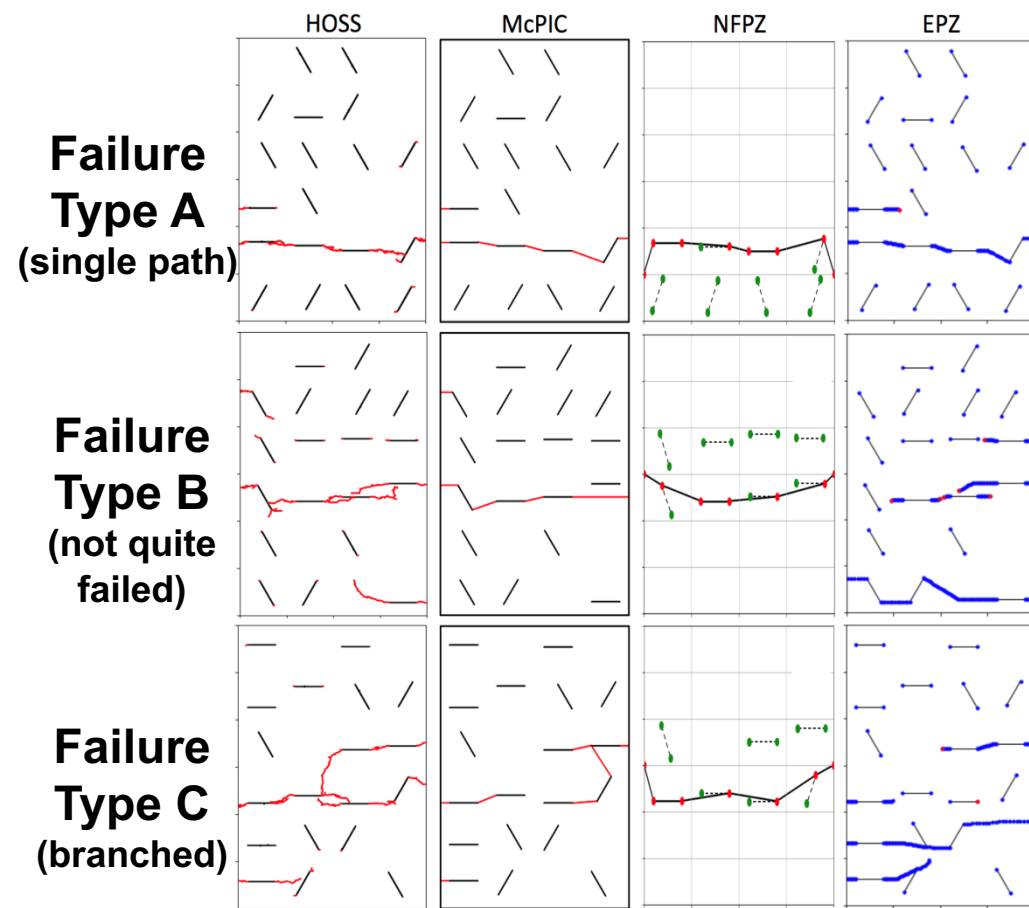 HOSS
McPIC
NFPZ
EPZ
Failure
Type A
(single path)
Failure
Type B
(not quite
failed)
Failure
Type C
(branched)